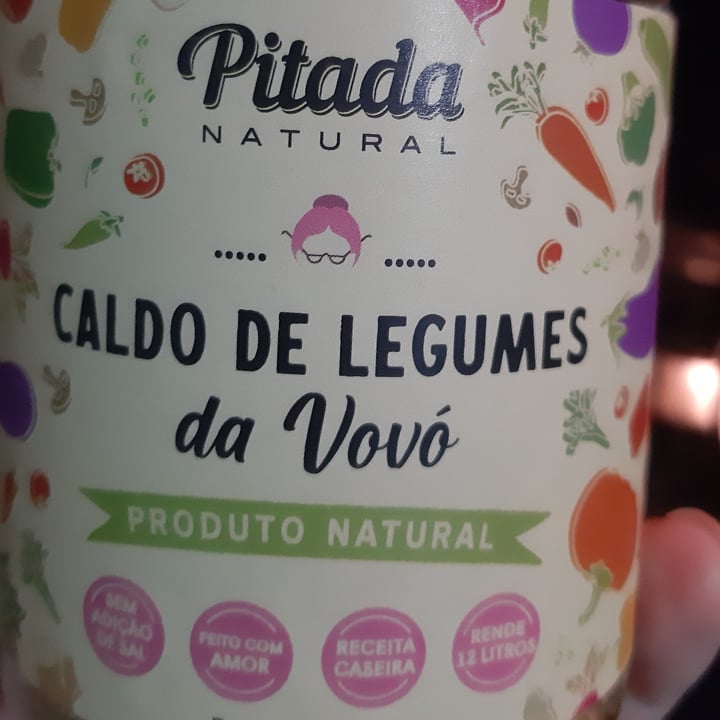 Pitada
NATURAL
CALDO DE LEGUMES
da Vovó
PRODUTO NATURAL
SEM
ADIÇÃO
DE SAL
FEITO COM
AMOR
RECEITA
CASEIRA
RENDE
12 LITROS